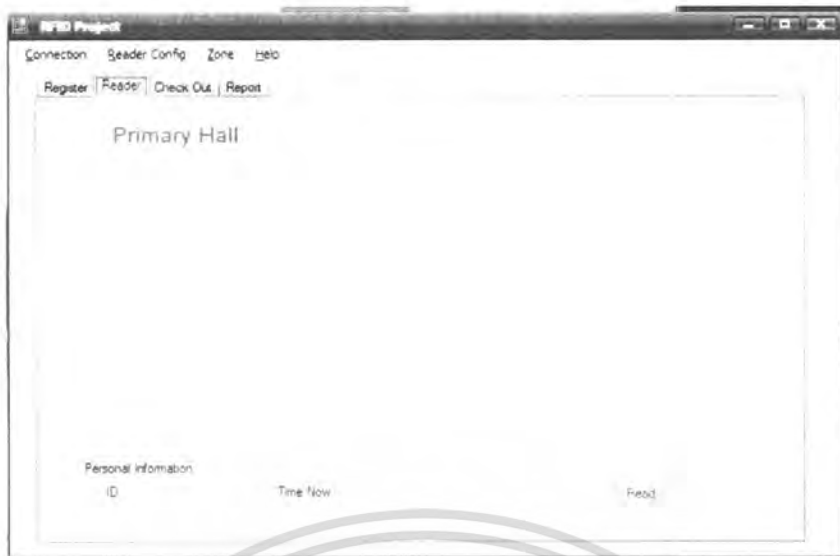 RFID Project
Connection Reader Config Zone Help
Register Reader Check Out Report
Primary Hall
Personal Information
ID Time Now Read